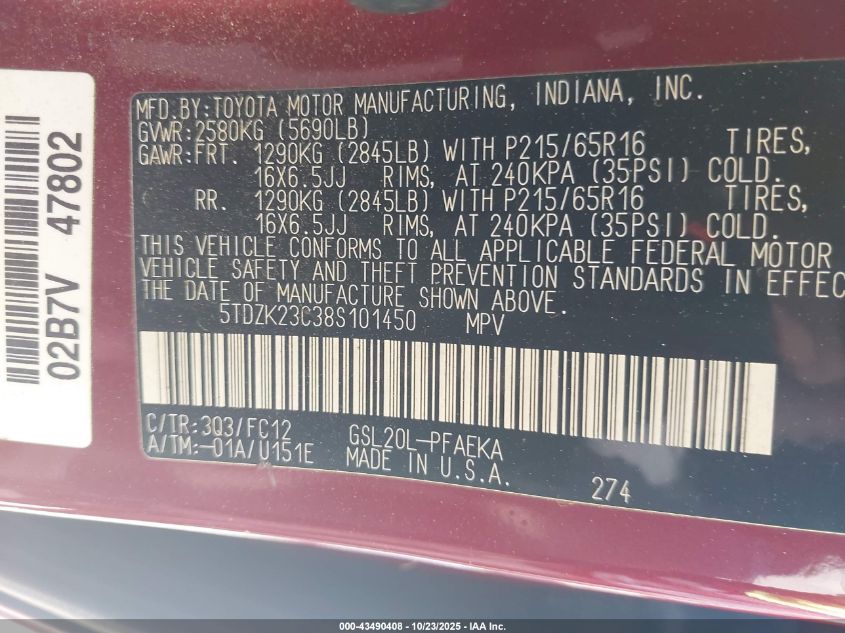 02B7V 47802
MFD.BY:TOYOTA MOTOR MANUFACTURING, INDIANA, INC.
GVWR:2580KG (5690LB)
GAWR:FRT. 1290KG (2845LB) WITH P215/65R16 TIRES,
16X6.5JJ RIMS, AT 240KPA (35PSI) COLD.
RR. 1290KG (2845LB) WITH P215/65R16 TIRES,
16X6.5JJ RIMS, AT 240KPA (35PSI) COLD.
THIS VEHICLE CONFORMS TO ALL APPLICABLE FEDERAL MOTOR
VEHICLE SAFETY AND THEFT PREVENTION STANDARDS IN EFFEC
THE DATE OF MANUFACTURE SHOWN ABOVE.
5TDZK23C38S101450 MPV
C/TR:3Q3/FC12 GSL20L-PFAEKA
A/TM:-01A/U151E MADE IN U.S.A.
274
000-43490408 - 10/23/2025 - IAA Inc.